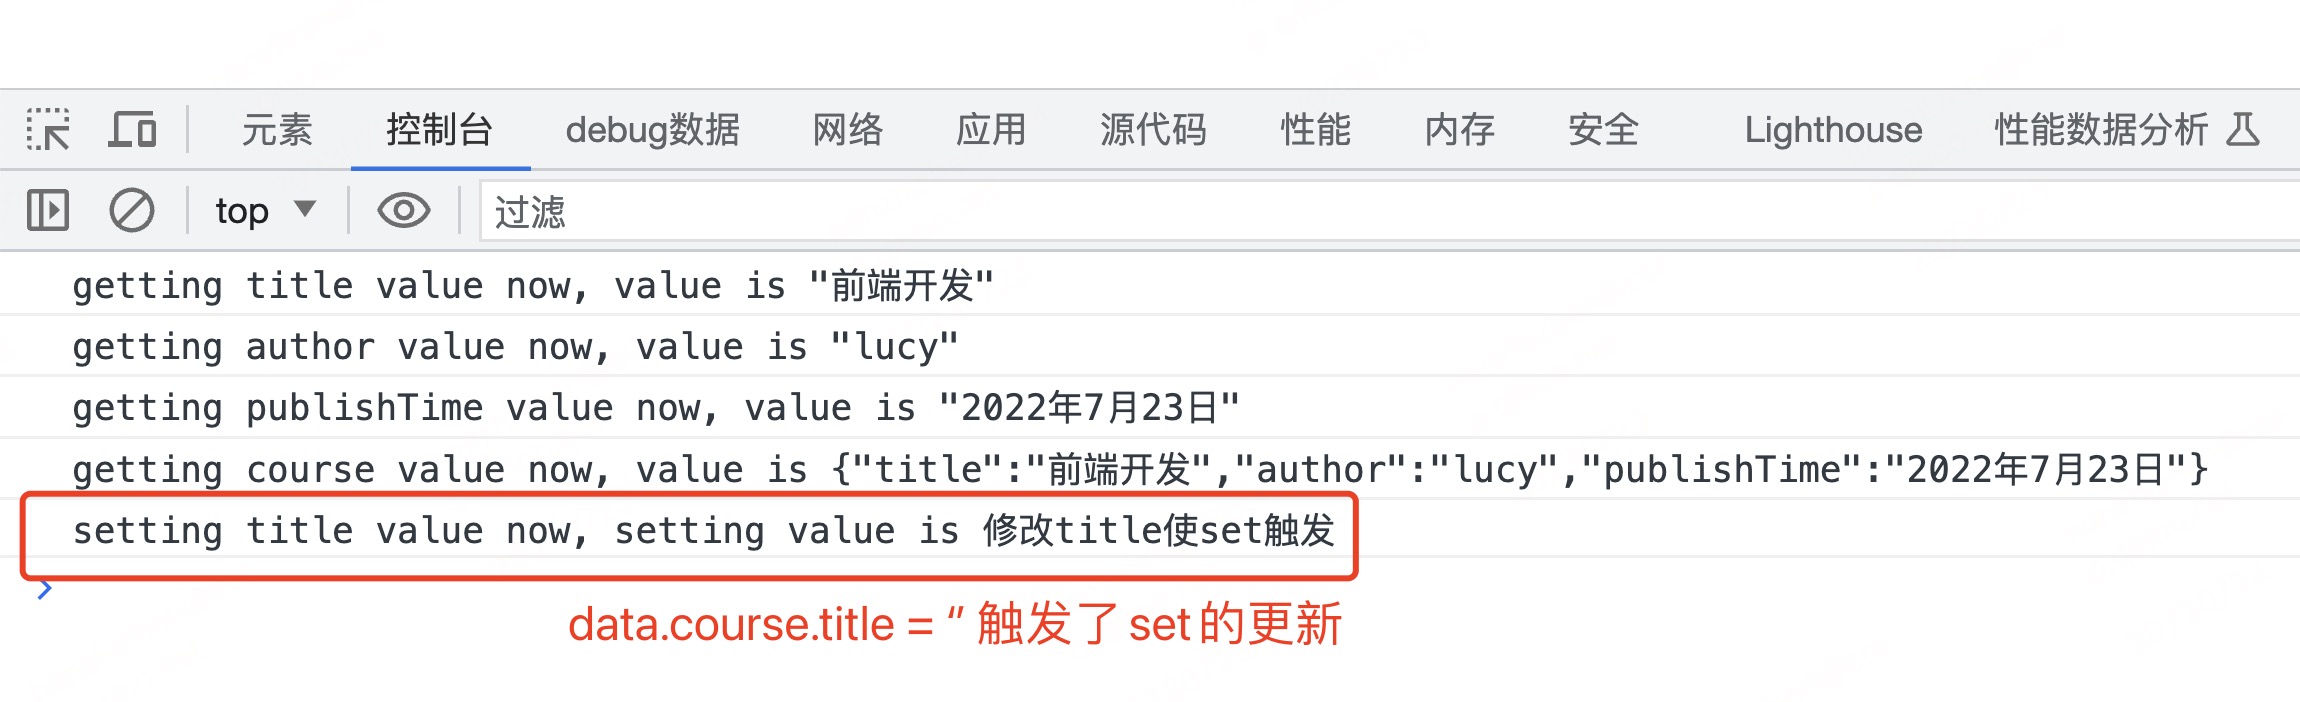 元素 控制台 debug数据 网络 应用 源代码 性能 内存 安全 Lighthouse 性能数据分析
top 过滤
getting title value now, value is "前端开发"
getting author value now, value is "lucy"
getting publishTime value now, value is "2022年7月23日"
getting course value now, value is {"title":"前端开发","author":"lucy","publishTime":"2022年7月23日"}
setting title value now, setting value is 修改title使set触发
data.course.title = “ 触发了 set 的更新